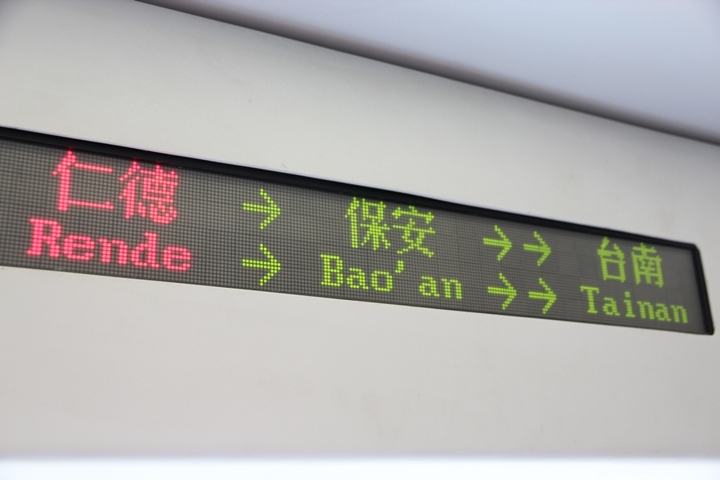 仁德 → 保安 →→ 台南
Rende → Bao'an →→ Tainan